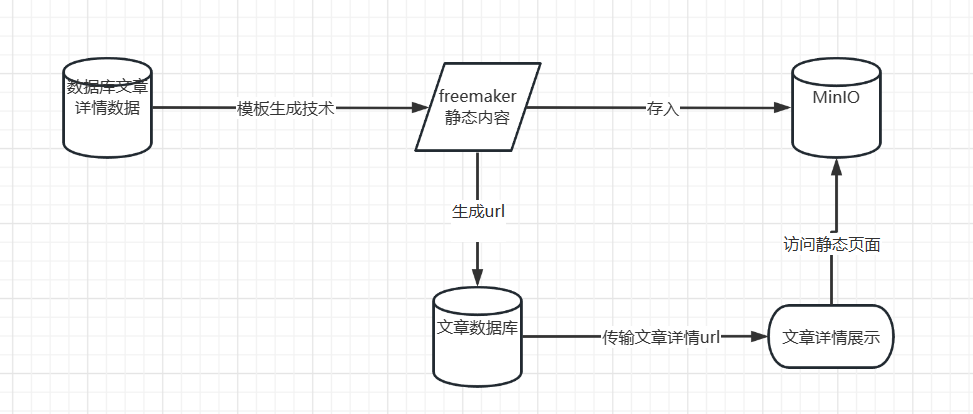 数据库文章
详情数据
模板生成技术
freemaker
静态内容
存入
MinIO
生成url
访问静态页面
文章数据库
传输文章详情url
文章详情展示